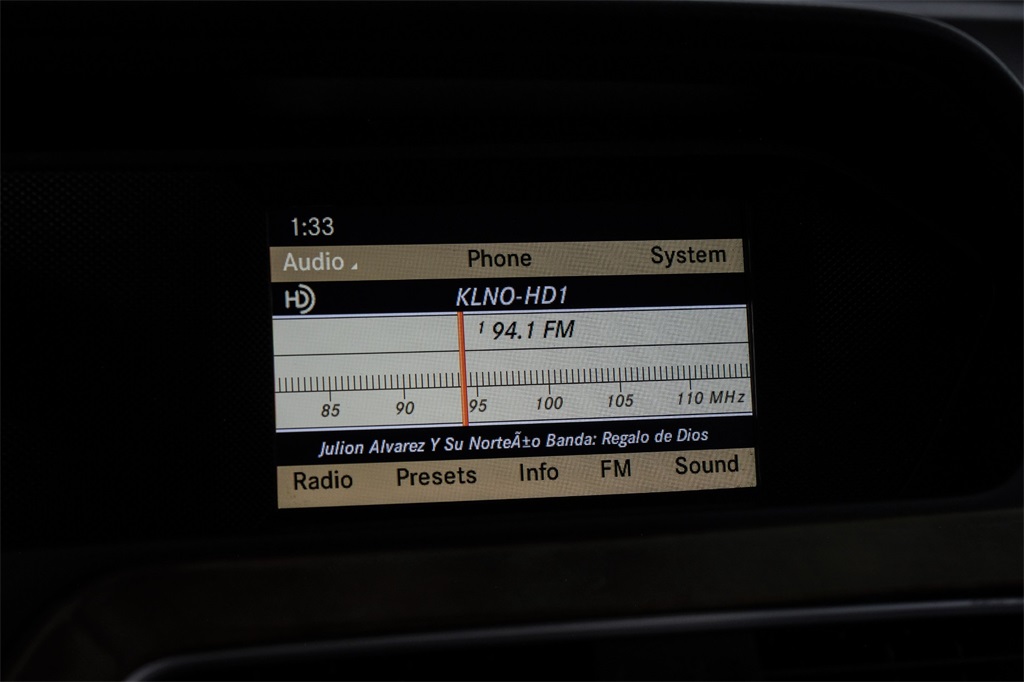 1:33
Audio Phone System
HD KLNO-HD1
1 94.1 FM
85 90 95 100 105 110 MHz
Julion Alvarez Y Su NorteÃ±o Banda: Regalo de Dios
Radio Presets Info FM Sound